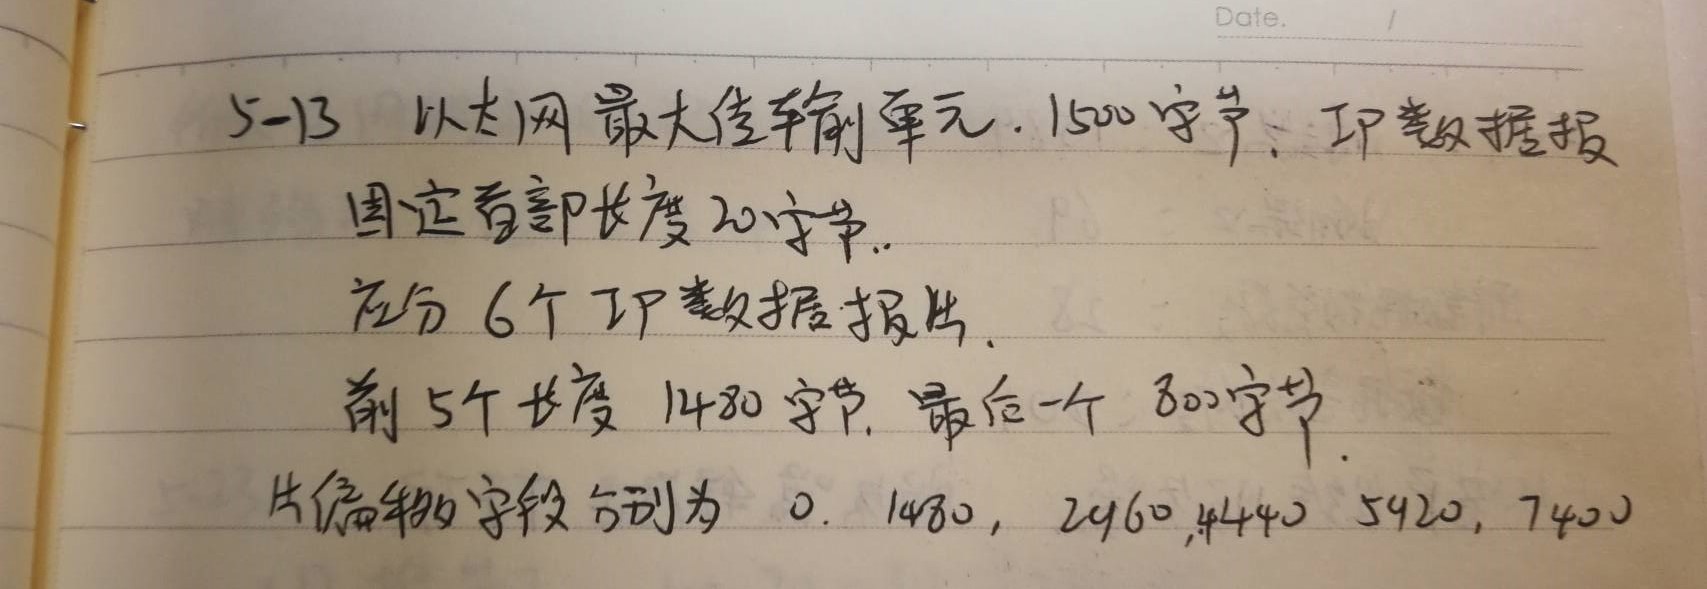 Date. /
5-13 以太网最大传输单元.1500字节. IP数据报
固定首部长度20字节..
应分6个IP数据报片.
前5个长度1480字节.最后一个800字节.
片偏移的字段分别为 0. 1480, 2960,4440 5920, 7400